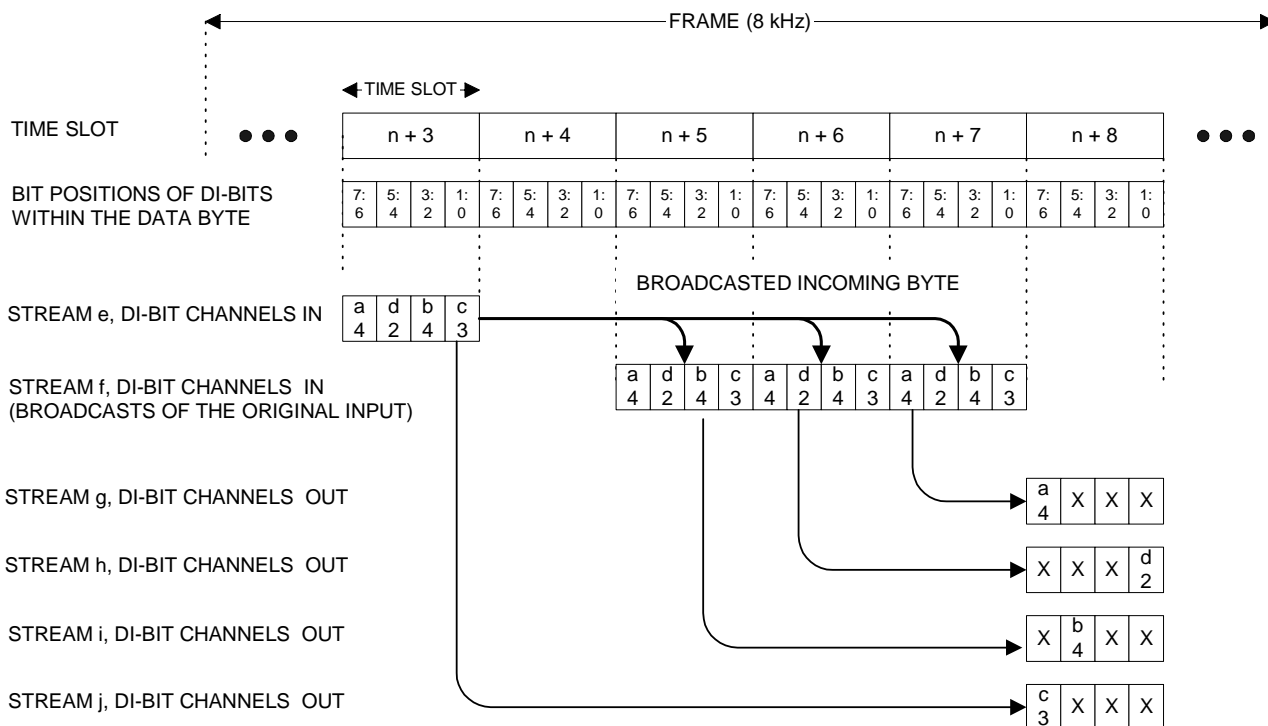 FRAME (8 kHz)
TIME SLOT
TIME SLOT n + 3 n + 4 n + 5 n + 6 n + 7 n + 8
BIT POSITIONS OF DI-BITS
WITHIN THE DATA BYTE
7: 5: 3: 1: 7: 5: 3: 1: 7: 5: 3: 1: 7: 5: 3: 1: 7: 5: 3: 1: 7: 5: 3: 1:
6 4 2 0 6 4 2 0 6 4 2 0 6 4 2 0 6 4 2 0 6 4 2 0
BROADCASTED INCOMING BYTE
STREAM e, DI-BIT CHANNELS IN
a d b c
4 2 4 3
STREAM f, DI-BIT CHANNELS IN
(BROADCASTS OF THE ORIGINAL INPUT)
a d b c a d b c a d b c
4 2 4 3 4 2 4 3 4 2 4 3
STREAM g, DI-BIT CHANNELS OUT
a X X X
4
STREAM h, DI-BIT CHANNELS OUT
X X X d
2
STREAM i, DI-BIT CHANNELS OUT
X b X X
4
STREAM j, DI-BIT CHANNELS OUT
c X X X
3